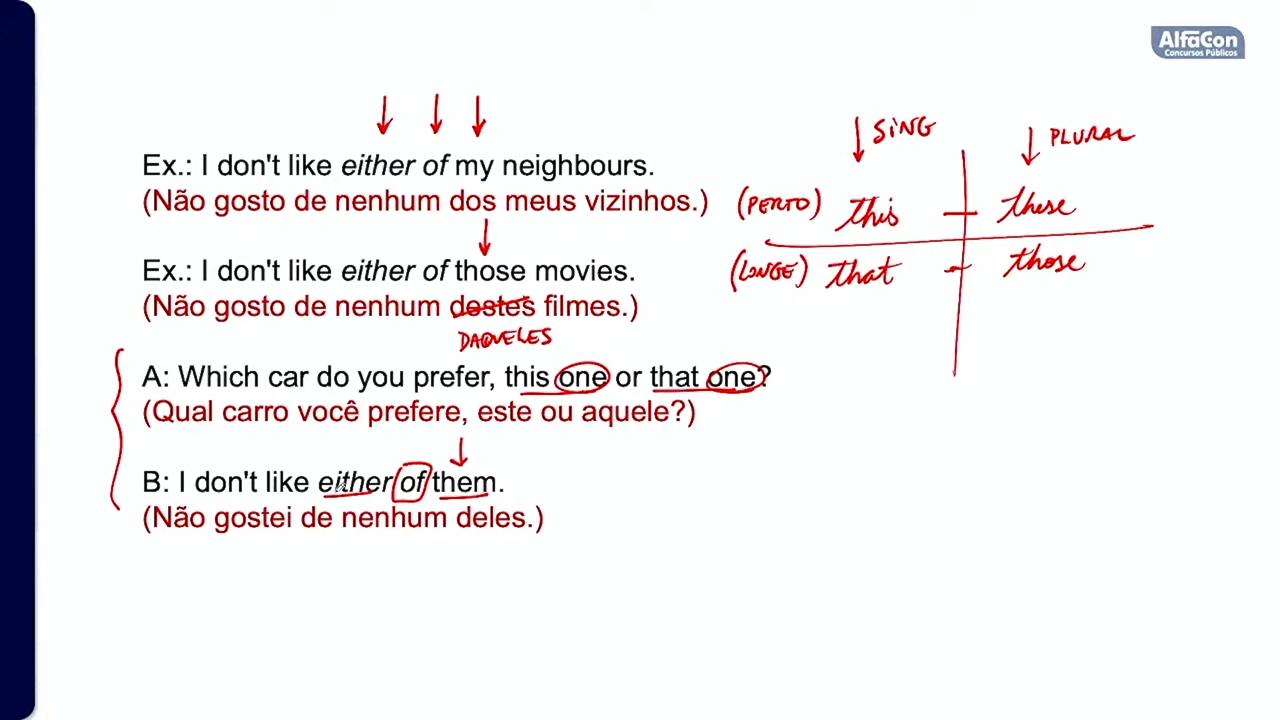 AlfaCon
Concursos Públicos
SING
PLURAL
Ex.: I don't like either of my neighbours.
(Não gosto de nenhum dos meus vizinhos.)
(PERTO) this — these
Ex.: I don't like either of those movies.
(LONGE) that - those
(Não gosto de nenhum destes filmes.)
DAQUELES
A: Which car do you prefer, this one or that one?
(Qual carro você prefere, este ou aquele?)
B: I don't like either of them.
(Não gostei de nenhum deles.)